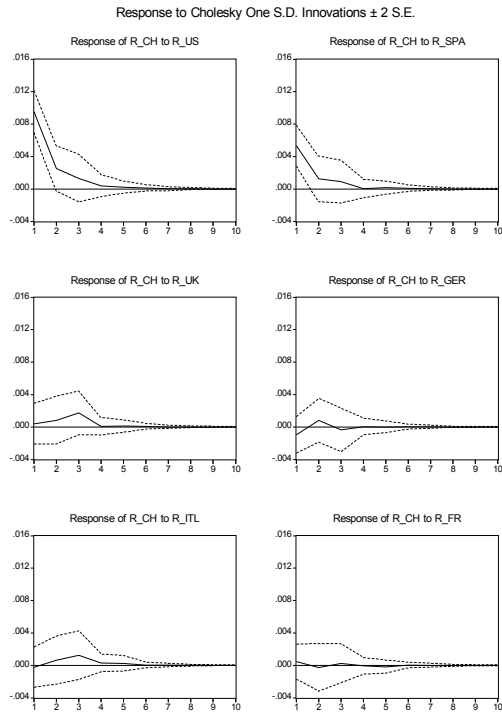 Response to Cholesky One S.D. Innovations ± 2 S.E.
Response of R_CH to R_US
.016
.012
.008
.004
.000
-.004
1 2 3 4 5 6 7 8 9 10
Response of R_CH to R_SPA
.016
.012
.008
.004
.000
-.004
1 2 3 4 5 6 7 8 9 10
Response of R_CH to R_UK
.016
.012
.008
.004
.000
-.004
1 2 3 4 5 6 7 8 9 10
Response of R_CH to R_GER
.016
.012
.008
.004
.000
-.004
1 2 3 4 5 6 7 8 9 10
Response of R_CH to R_ITL
.016
.012
.008
.004
.000
-.004
1 2 3 4 5 6 7 8 9 10
Response of R_CH to R_FR
.016
.012
.008
.004
.000
-.004
1 2 3 4 5 6 7 8 9 10